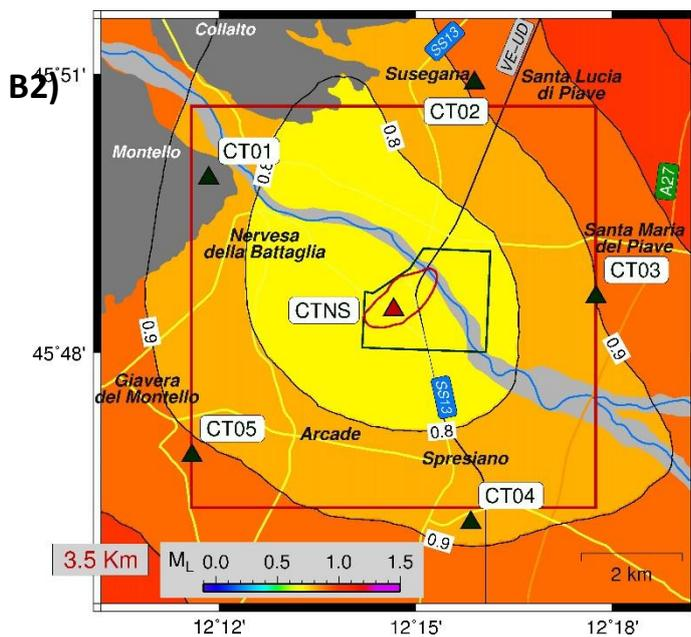 Collalto
SS13
VE-UD
B2)
45°51'
Susegana
Santa Lucia
di Piave
CT02
0.8
Montello
CT01
0.8
A27
Nervesa
della Battaglia
Santa Maria
del Piave
CT03
CTNS
0.9
0.9
45°48'
Giavera
del Montello
SS13
CT05
Arcade
0.8
Spresiano
CT04
0.9
3.5 Km
M_L 0.0 0.5 1.0 1.5
2 km
12°12'
12°15'
12°18'